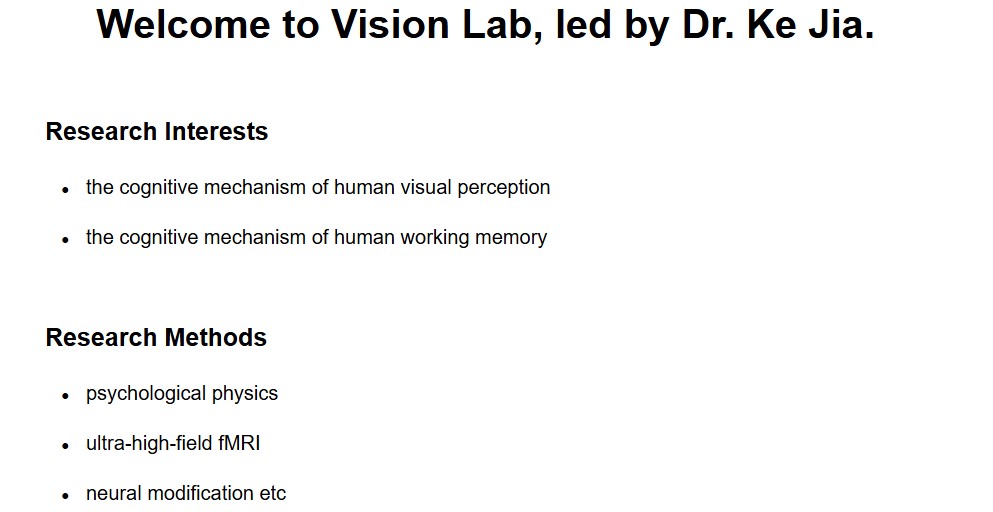 Welcome to Vision Lab, led by Dr. Ke Jia.
Research Interests
• the cognitive mechanism of human visual perception
• the cognitive mechanism of human working memory
Research Methods
• psychological physics
• ultra-high-field fMRI
• neural modification etc